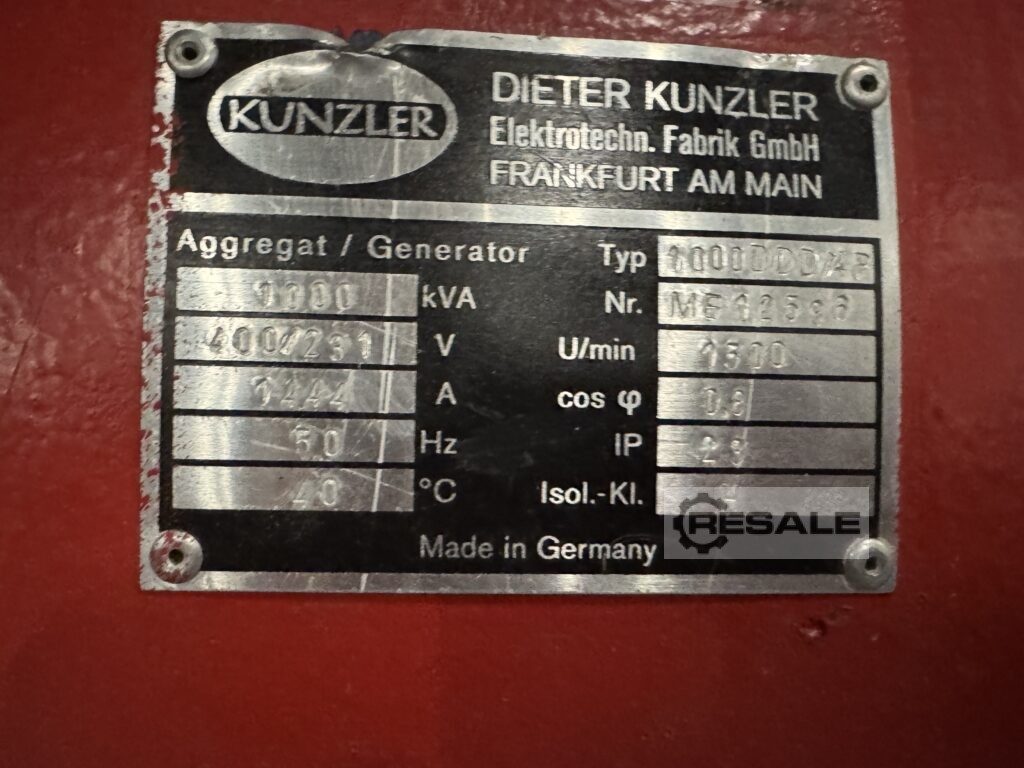 KUNZLER
DIETER KUNZLER
Elektrotechn. Fabrik GmbH
FRANKFURT AM MAIN
Aggregat / Generator
Typ
1000 kVA
Nr.
400/231 V
U/min 1500
1444 A
cos φ 0.8
50 Hz
IP 23
40 °C
Isol.-Kl.
Made in Germany
RESALE